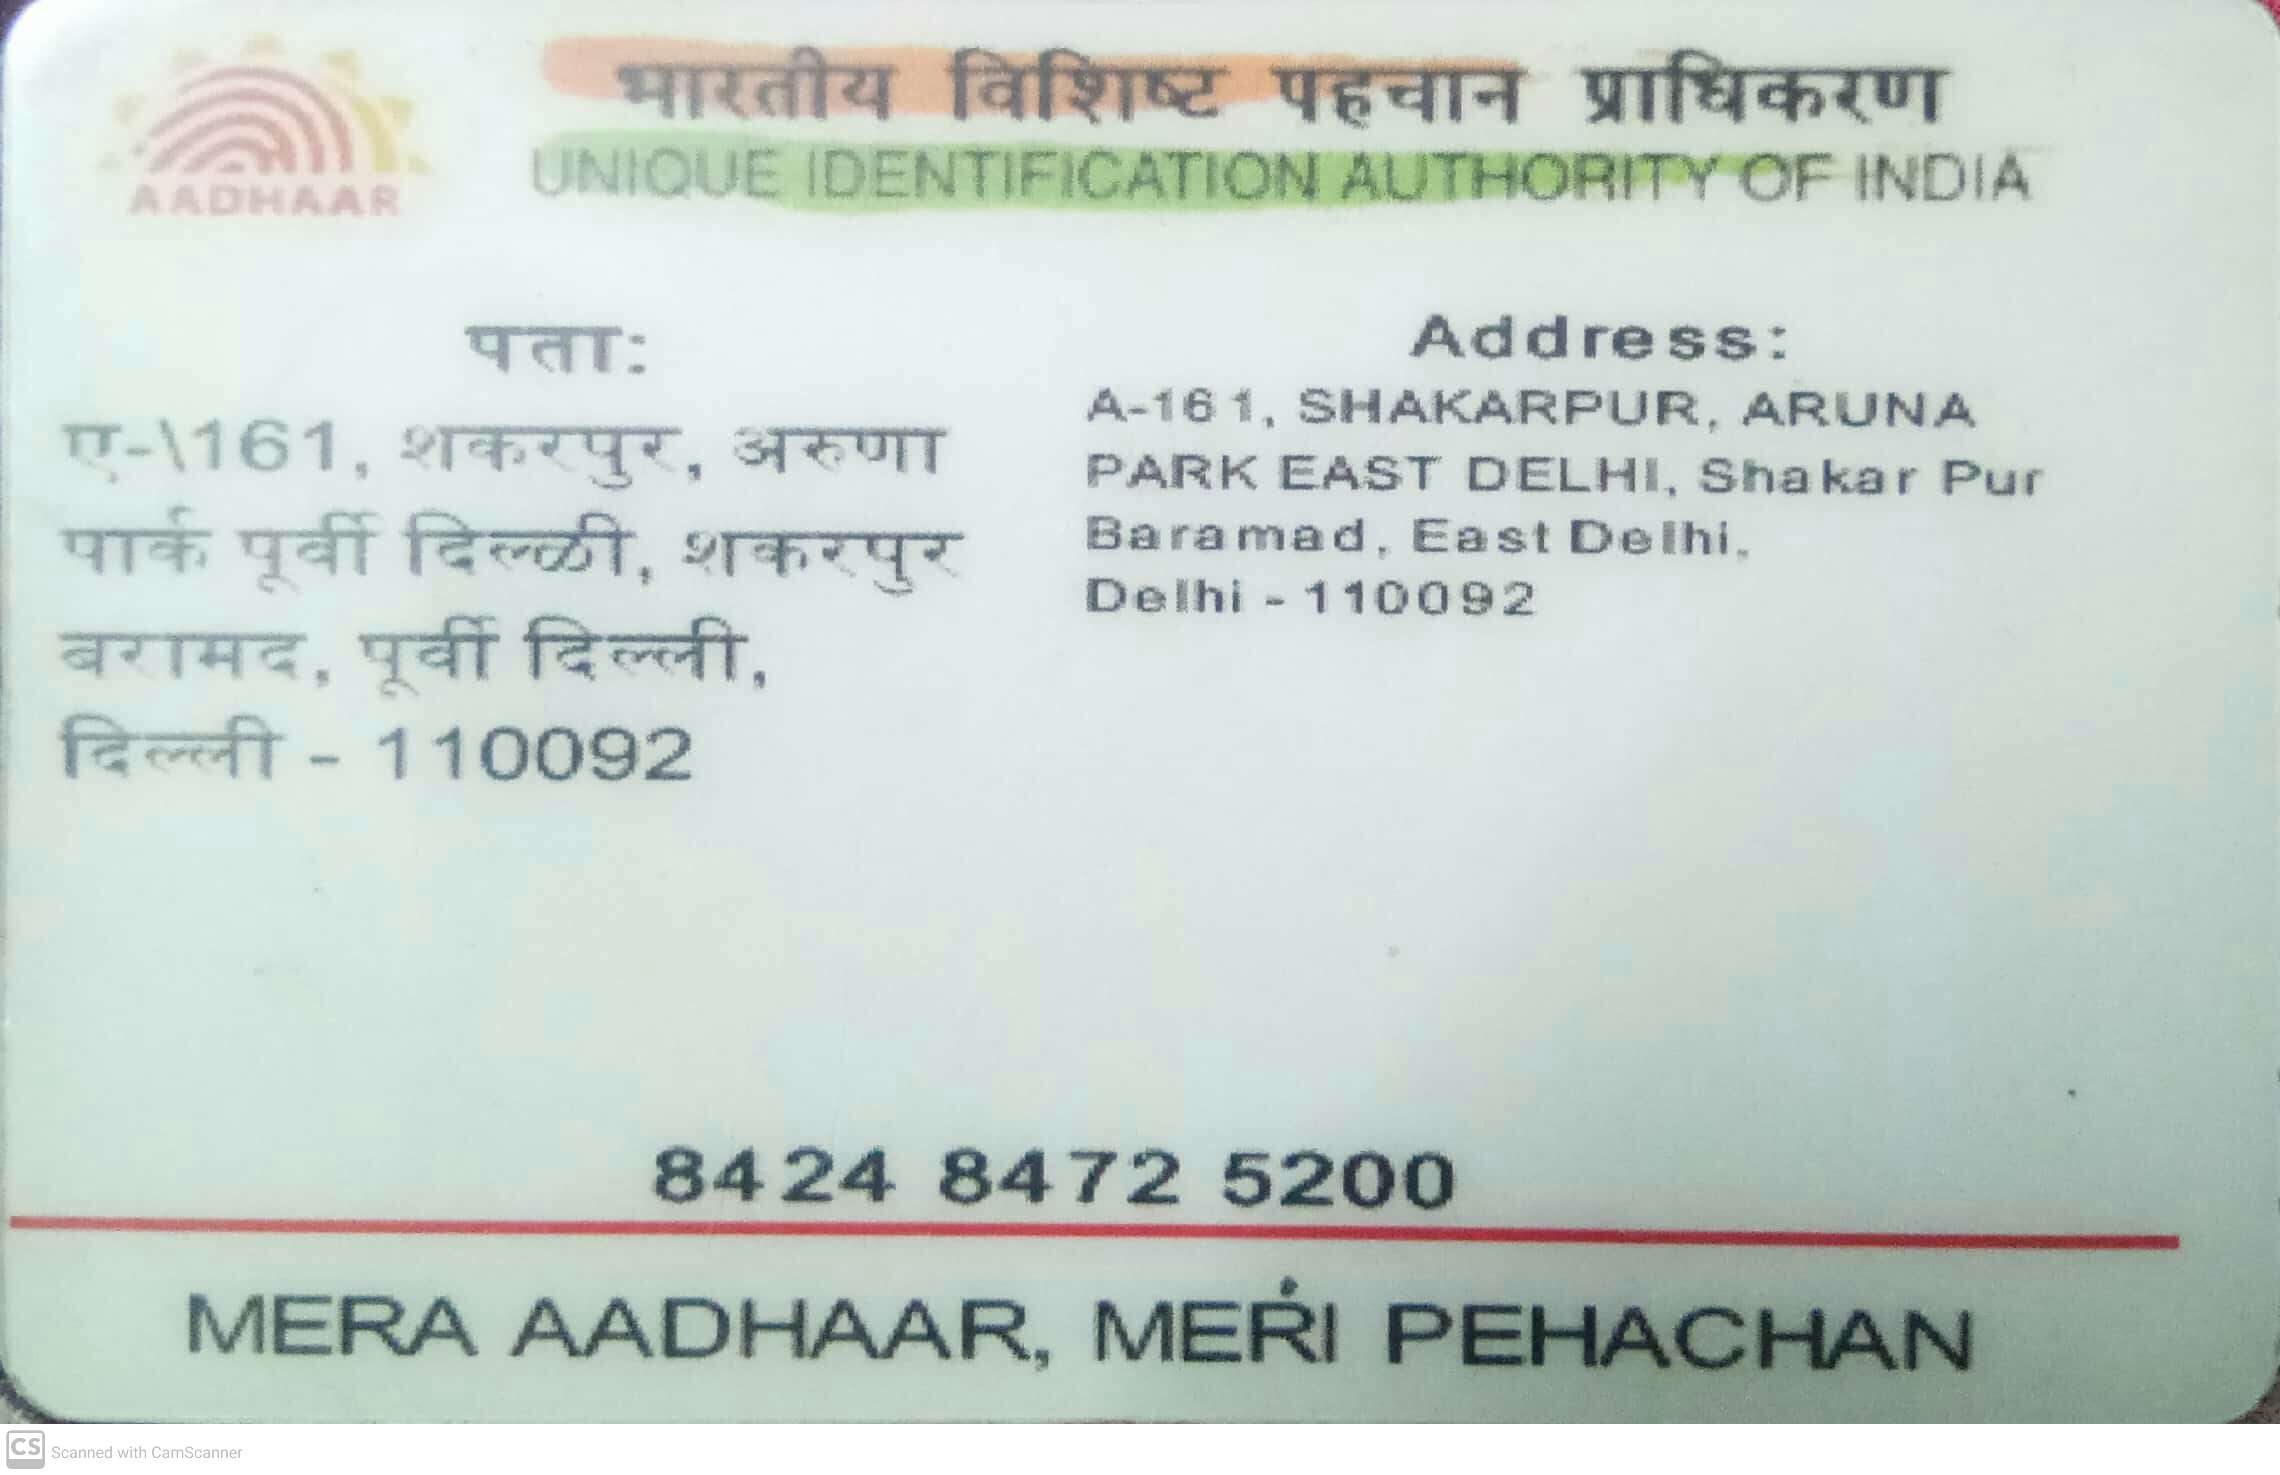 भारतीय विशिष्ट पहचान प्राधिकरण
UNIQUE IDENTIFICATION AUTHORITY OF INDIA
AADHAAR
पता:
ए-\161, शकरपुर, अरुणा
पार्क पूर्वी दिल्ळी, शकरपुर
बरामद, पूर्वी दिल्ली,
दिल्ली - 110092
Address:
A-161, SHAKARPUR, ARUNA
PARK EAST DELHI, Shakar Pur
Baramad, East Delhi,
Delhi - 110092
8424 8472 5200
MERA AADHAAR, MERI PEHACHAN
CS Scanned with CamScanner